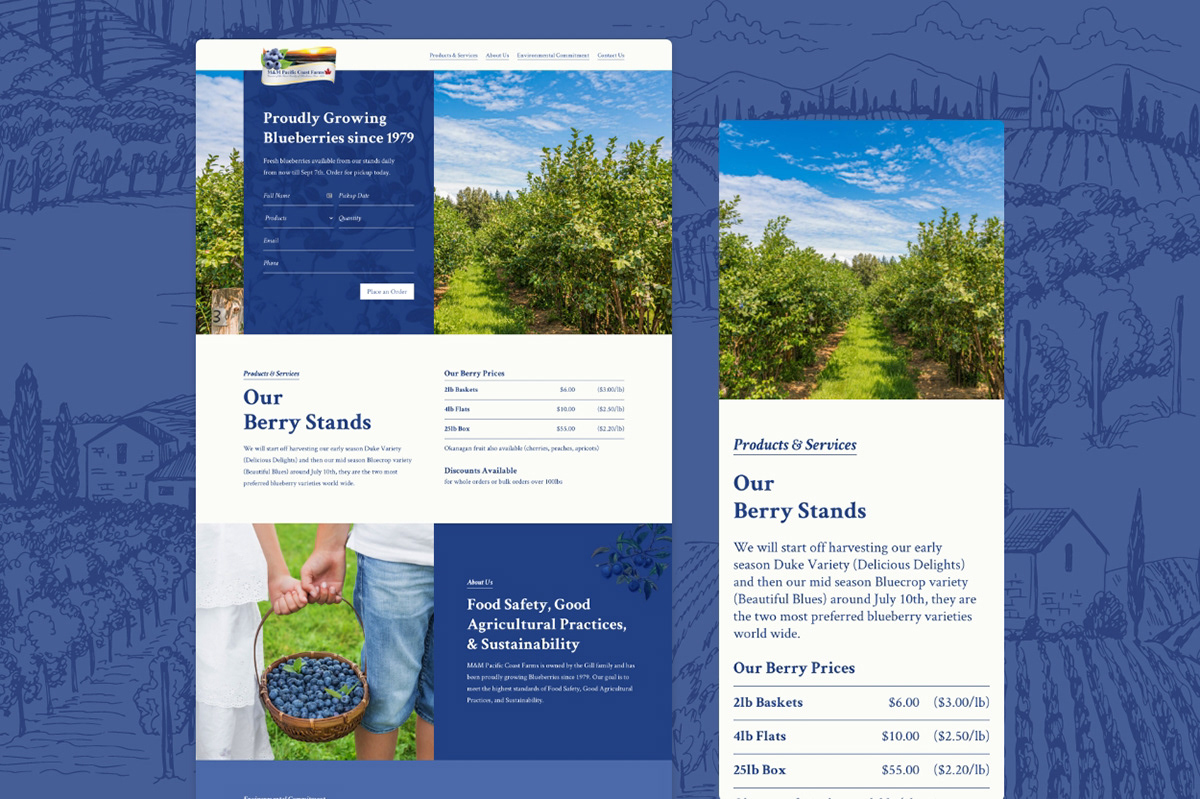 M&M Pacific Coast Farms
Products & Services About Us Environmental Commitment Contact Us
Proudly Growing
Blueberries since 1979
Fresh blueberries available from our stands daily
from now till Sept 7th. Order for pickup today.
Full Name Pickup Date
Products Quantity
Email
Phone
Place an Order
3
Products & Services
Our
Berry Stands
We will start off harvesting our early season Duke Variety
(Delicious Delights) and then our mid season Bluecrop variety
(Beautiful Blues) around July 10th, they are the two most
preferred blueberry varieties world wide.
Our Berry Prices
2lb Baskets $6.00 ($3.00/lb)
4lb Flats $10.00 ($2.50/lb)
25lb Box $55.00 ($2.20/lb)
Okanagan fruit also available (cherries, peaches, apricots)
Discounts Available
for whole orders or bulk orders over 100lbs
About Us
Food Safety, Good
Agricultural Practices,
& Sustainability
M&M Pacific Coast Farms is owned by the Gill family and has
been proudly growing Blueberries since 1979. Our goal is to
meet the highest standards of Food Safety, Good Agricultural
Practices, and Sustainability.
Environmental Commitment
Products & Services
Our
Berry Stands
We will start off harvesting our early
season Duke Variety (Delicious Delights)
and then our mid season Bluecrop variety
(Beautiful Blues) around July 10th, they are
the two most preferred blueberry varieties
world wide.
Our Berry Prices
2lb Baskets $6.00 ($3.00/lb)
4lb Flats $10.00 ($2.50/lb)
25lb Box $55.00 ($2.20/lb)